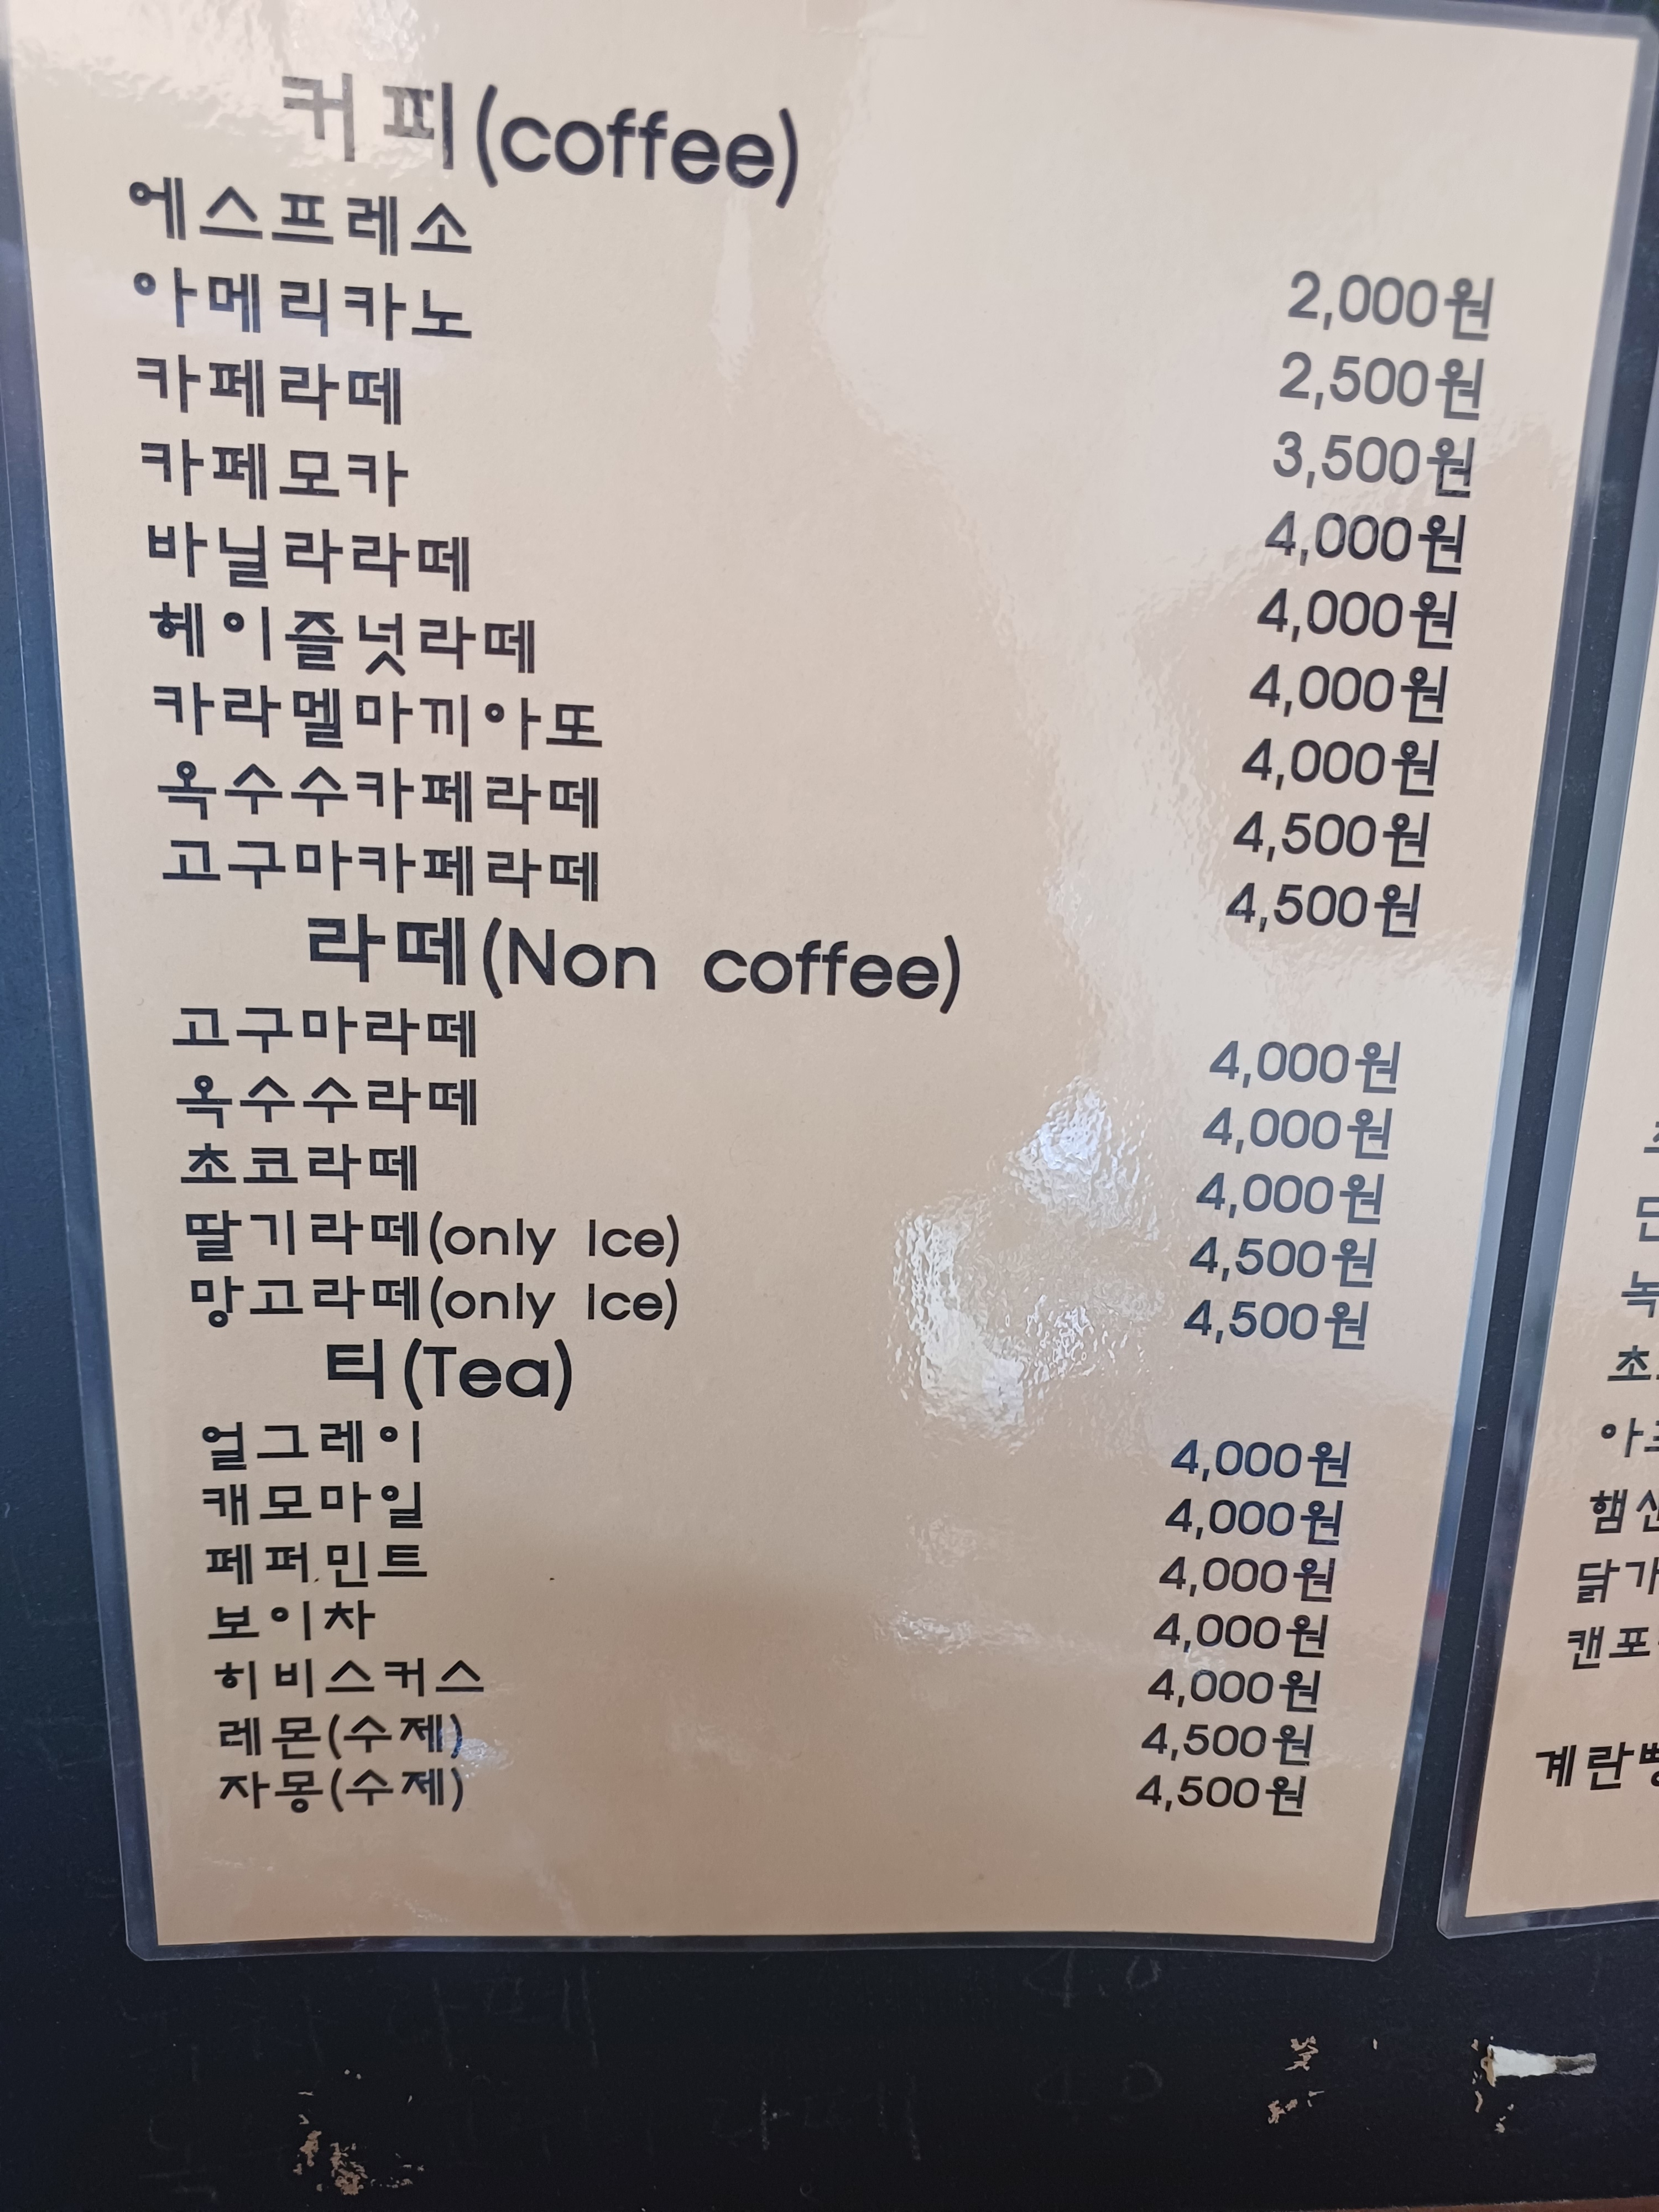 커피(coffee)
에스프레소 2,000원
아메리카노 2,500원
카페라떼 3,500원
카페모카 4,000원
바닐라라떼 4,000원
헤이즐넛라떼 4,000원
카라멜마끼아또 4,000원
옥수수카페라떼 4,500원
고구마카페라떼 4,500원
라떼(Non coffee)
고구마라떼 4,000원
옥수수라떼 4,000원
초코라떼 4,000원
딸기라떼(only Ice) 4,500원
망고라떼(only Ice) 4,500원
티(Tea)
얼그레이 4,000원
캐모마일 4,000원
페퍼민트 4,000원
보이차 4,000원
히비스커스 4,000원
레몬(수제) 4,500원
자몽(수제) 4,500원